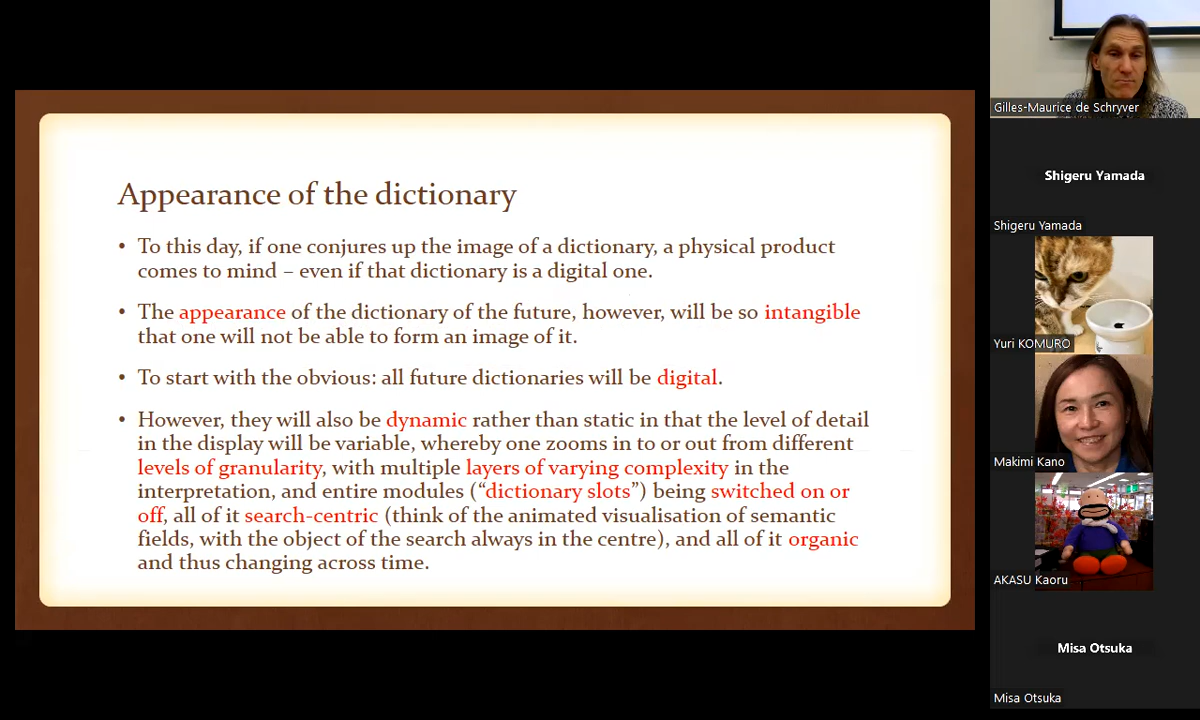 Appearance of the dictionary
• To this day, if one conjures up the image of a dictionary, a physical product
comes to mind – even if that dictionary is a digital one.
• The appearance of the dictionary of the future, however, will be so intangible
that one will not be able to form an image of it.
• To start with the obvious: all future dictionaries will be digital.
• However, they will also be dynamic rather than static in that the level of detail
in the display will be variable, whereby one zooms in to or out from different
levels of granularity, with multiple layers of varying complexity in the
interpretation, and entire modules (“dictionary slots”) being switched on or
off, all of it search-centric (think of the animated visualisation of semantic
fields, with the object of the search always in the centre), and all of it organic
and thus changing across time.
Gilles-Maurice de Schryver
Shigeru Yamada
Shigeru Yamada
Yuri KOMURO
Makimi Kano
AKASU Kaoru
Misa Otsuka
Misa Otsuka